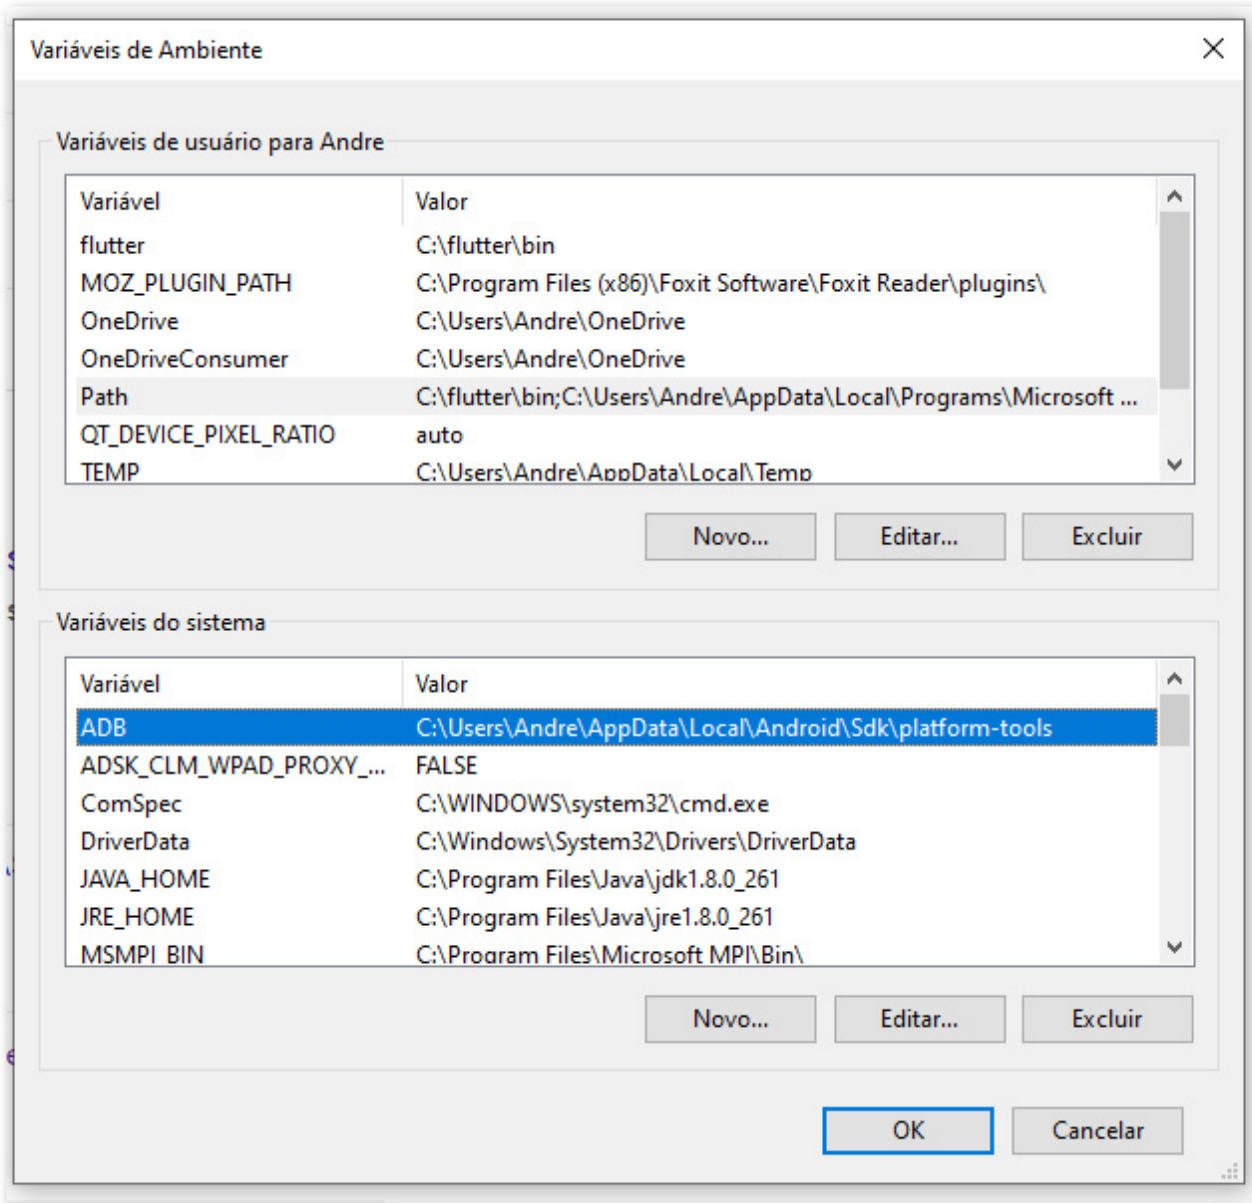 Variáveis de Ambiente
Variáveis de usuário para Andre
Variável Valor
flutter C:\flutter\bin
MOZ_PLUGIN_PATH C:\Program Files (x86)\Foxit Software\Foxit Reader\plugins\
OneDrive C:\Users\Andre\OneDrive
OneDriveConsumer C:\Users\Andre\OneDrive
Path C:\flutter\bin;C:\Users\Andre\AppData\Local\Programs\Microsoft ...
QT_DEVICE_PIXEL_RATIO auto
TEMP C:\Users\Andre\AppData\Local\Temp
Novo... Editar... Excluir
Variáveis do sistema
Variável Valor
ADB C:\Users\Andre\AppData\Local\Android\Sdk\platform-tools
ADSK_CLM_WPAD_PROXY_... FALSE
ComSpec C:\WINDOWS\system32\cmd.exe
DriverData C:\Windows\System32\Drivers\DriverData
JAVA_HOME C:\Program Files\Java\jdk1.8.0_261
JRE_HOME C:\Program Files\Java\jre1.8.0_261
MSMPI_BIN C:\Program Files\Microsoft MPI\Bin\
Novo... Editar... Excluir
OK Cancelar